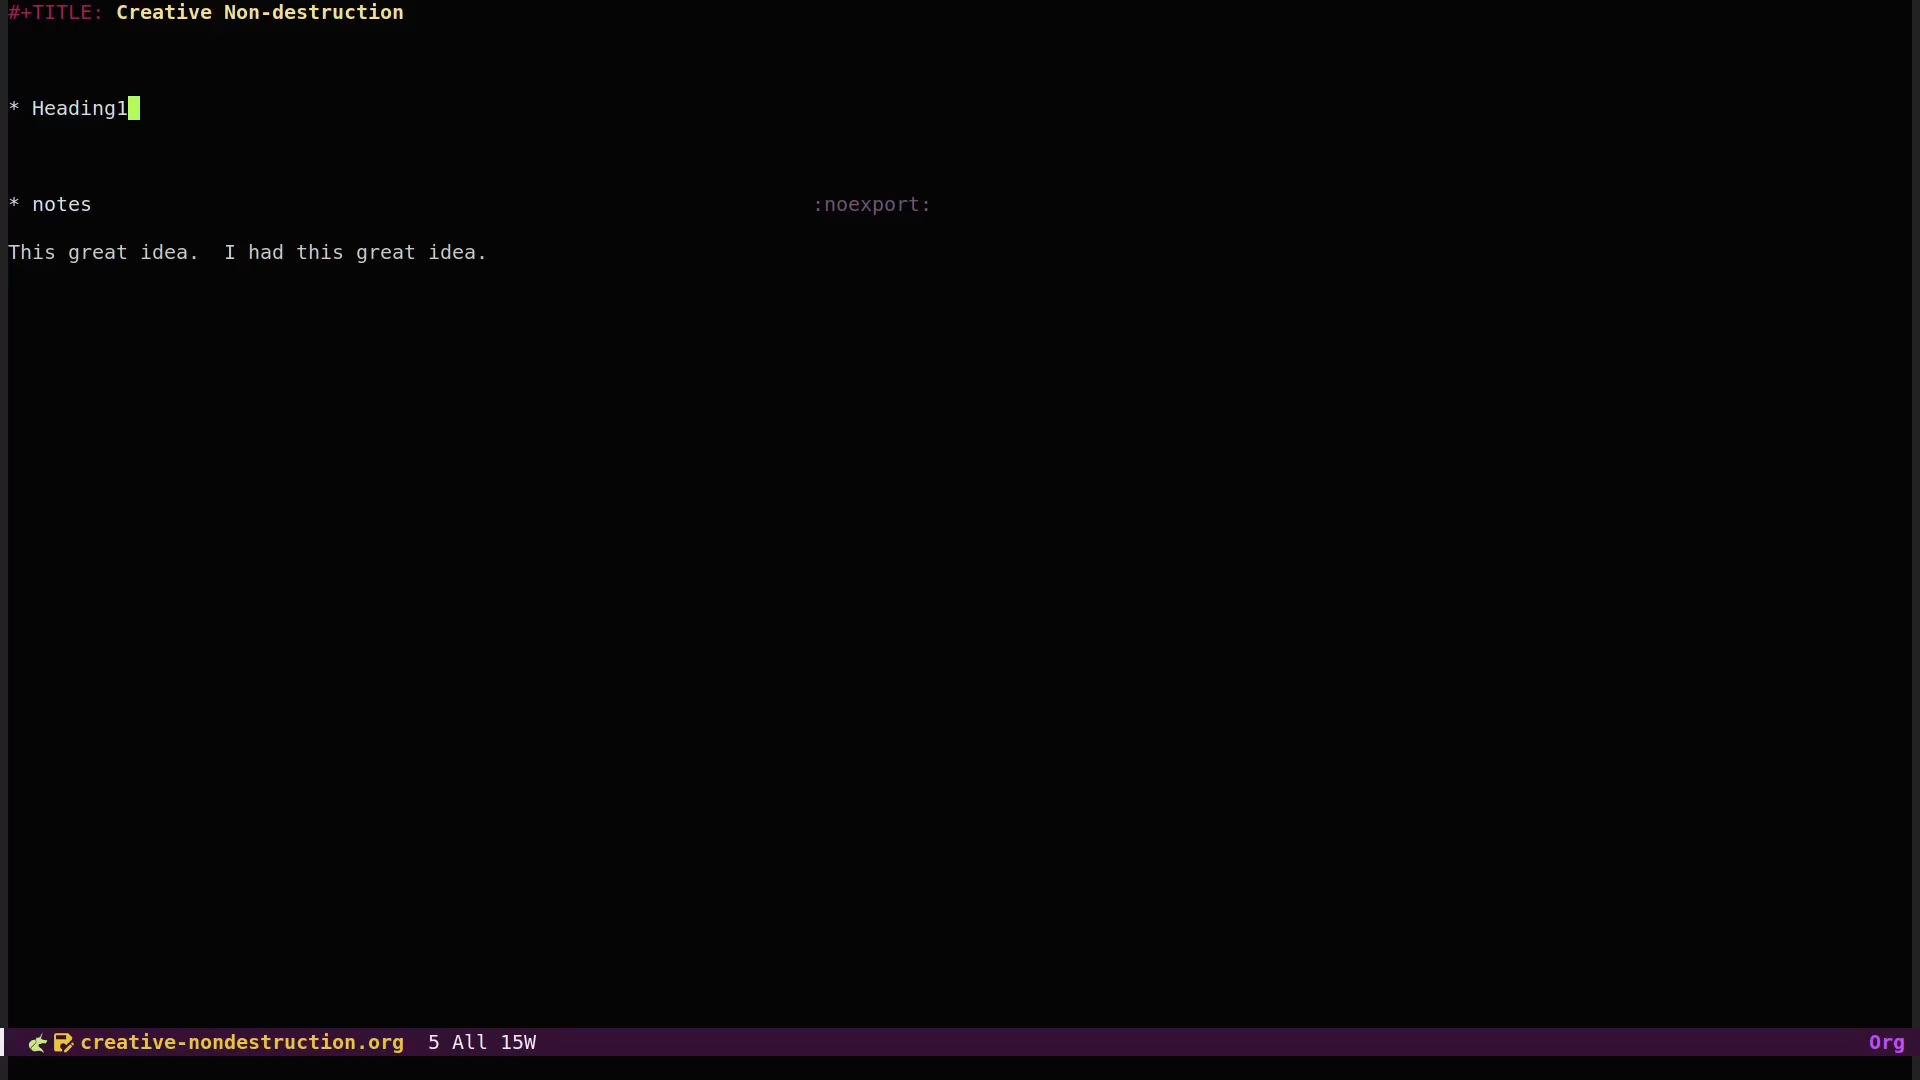 #+TITLE: Creative Non-destruction
* Heading1
* notes :noexport:
This great idea.  I had this great idea.
creative-nondestruction.org  5 All 15W Org